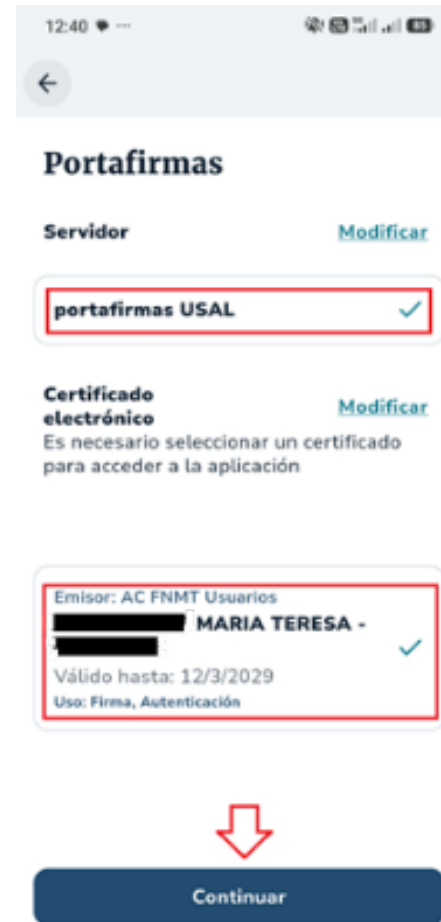 12:40
Portafirmas
Servidor Modificar
portafirmas USAL
Certificado
electrónico Modificar
Es necesario seleccionar un certificado
para acceder a la aplicación
Emisor: AC FNMT Usuarios
MARIA TERESA -
Válido hasta: 12/3/2029
Uso: Firma, Autenticación
Continuar